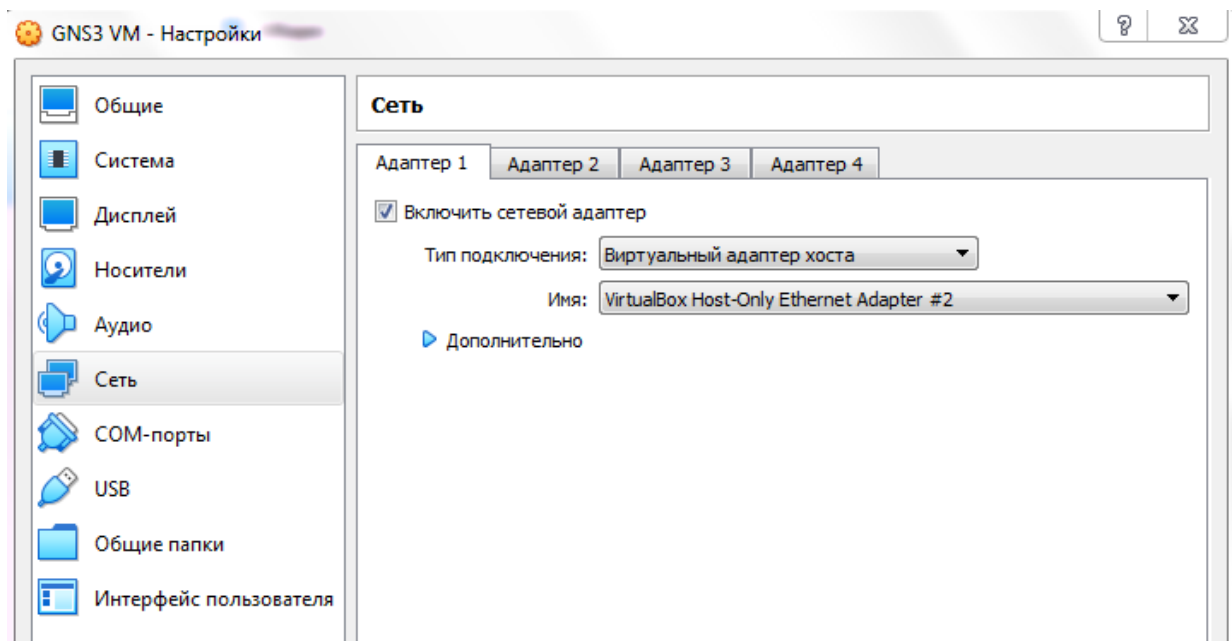 GNS3 VM - Настройки
Общие
Система
Дисплей
Носители
Аудио
Сеть
COM-порты
USB
Общие папки
Интерфейс пользователя
Сеть
Адаптер 1 Адаптер 2 Адаптер 3 Адаптер 4
Включить сетевой адаптер
Тип подключения: Виртуальный адаптер хоста
Имя: VirtualBox Host-Only Ethernet Adapter #2
Дополнительно